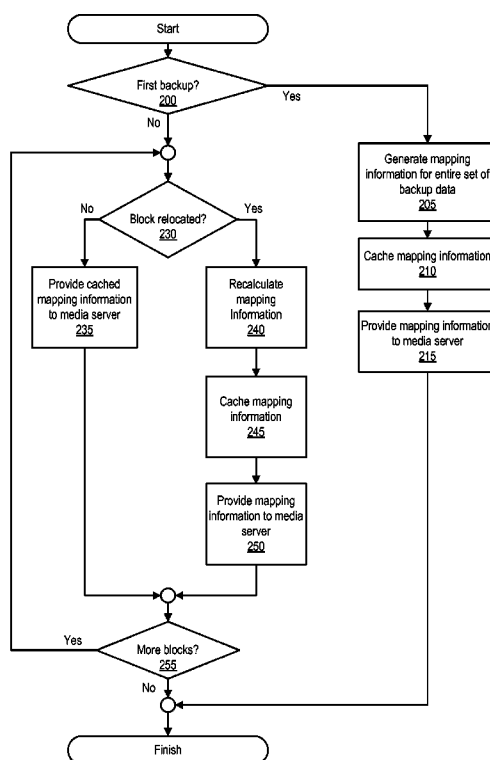 Start
First backup?
200
Yes
No
Generate mapping
information for entire set of
backup data
205
No
Block relocated?
230
Yes
Cache mapping information
210
Provide cached
mapping information
to media server
235
Recalculate
mapping
Information
240
Provide mapping information
to media server
215
Cache mapping
information
245
Provide mapping
information to media
server
250
Yes
More blocks?
255
No
Finish